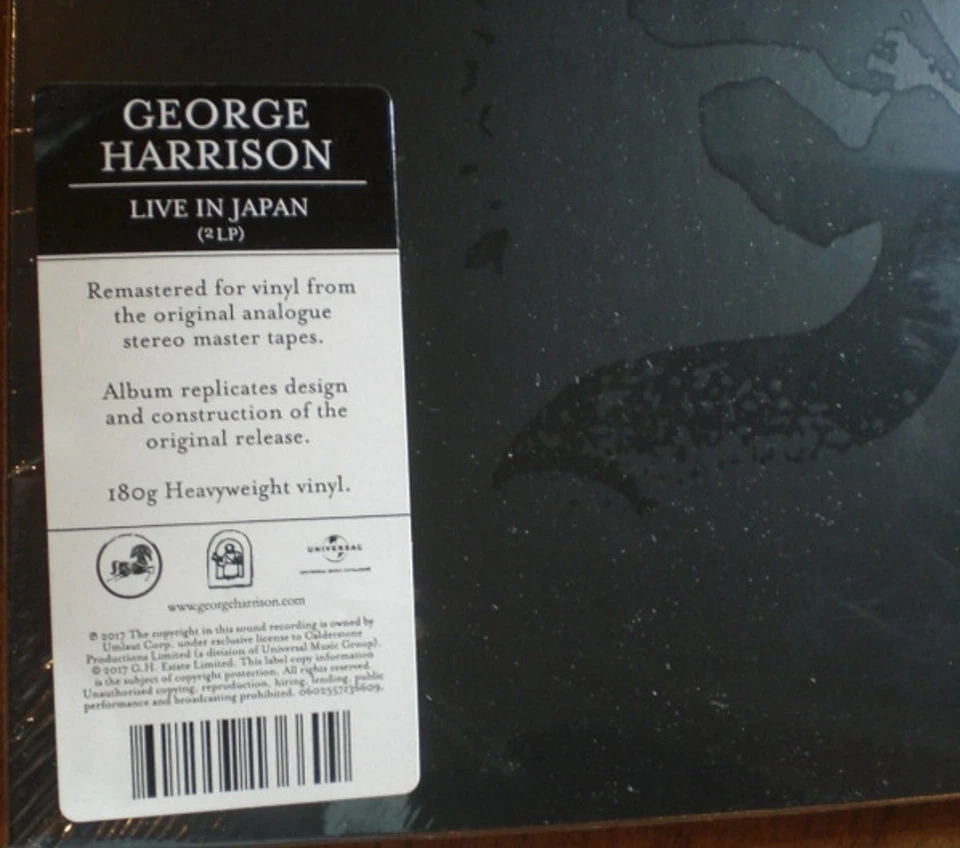 GEORGE
HARRISON
LIVE IN JAPAN
(2LP)
Remastered for vinyl from
the original analogue
stereo master tapes.
Album replicates design
and construction of the
original release.
180g Heavyweight vinyl.
UNIVERSAL
www.georgeharrison.com
℗ 2017 The copyright in this sound recording is owned by
Umlaut Corp. under exclusive license to Calderstone
Productions Limited (a division of Universal Music Group).
© 2017 G.H. Estate Limited. This label copy information
is the subject of copyright protection. All rights reserved.
Unauthorised copying, reproduction, hiring, lending, public
performance and broadcasting prohibited. 0602557136609.